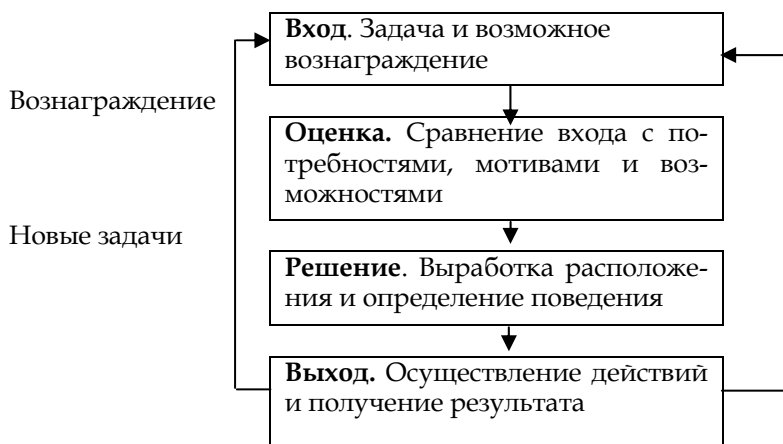 Вход. Задача и возможное
вознаграждение
Вознаграждение
Оценка. Сравнение входа с по-
требностями, мотивами и воз-
можностями
Новые задачи
Решение. Выработка расположе-
ния и определение поведения
Выход. Осуществление действий
и получение результата